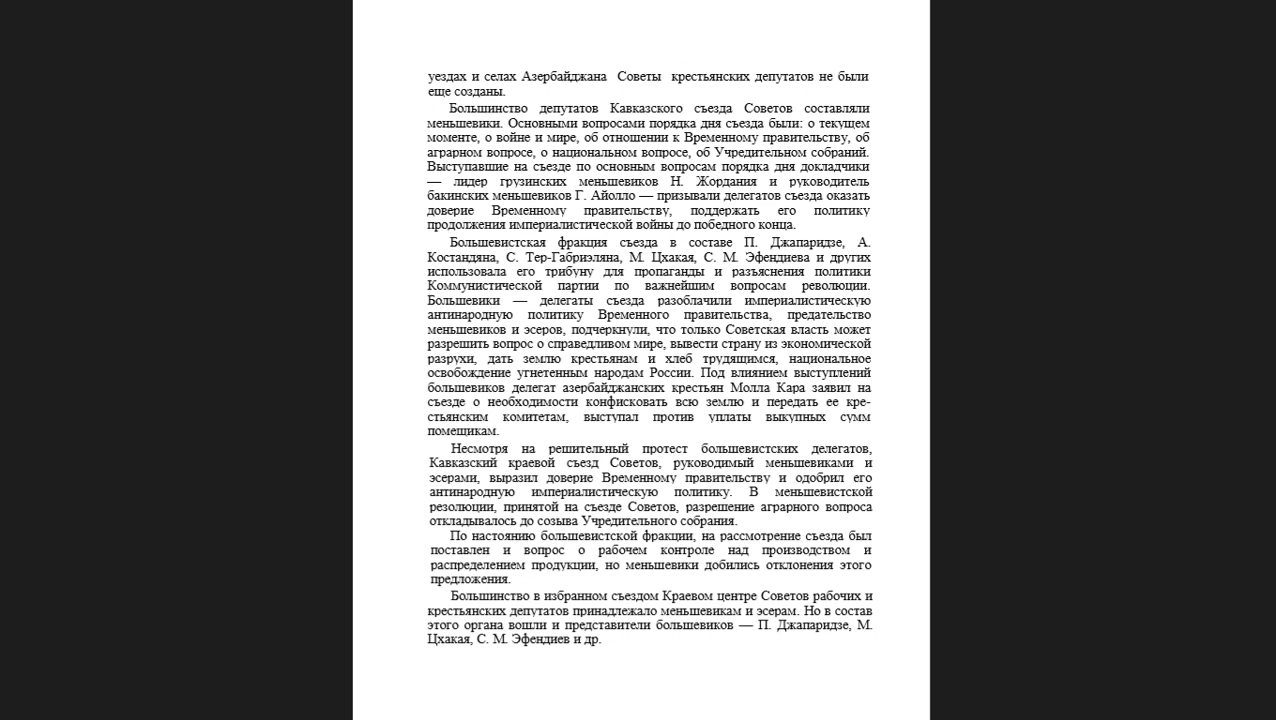 уездах и селах Азербайджана Советы крестьянских депутатов не были
еще созданы.
Большинство депутатов Кавказского съезда Советов составляли
меньшевики. Основными вопросами порядка дня съезда были: о текущем
моменте, о войне и мире, об отношении к Временному правительству, об
аграрном вопросе, о национальном вопросе, об Учредительном собраний.
Выступавшие на съезде по основным вопросам порядка дня докладчики
— лидер грузинских меньшевиков Н. Жордания и руководитель
бакинских меньшевиков Г. Айолло — призывали делегатов съезда оказать
доверие Временному правительству, поддержать его политику
продолжения империалистической войны до победного конца.
Большевистская фракция съезда в составе П. Джапаридзе, А.
Костандяна, С. Тер-Габриэляна, М. Цхакая, С. М. Эфендиева и других
использовала его трибуну для пропаганды и разъяснения политики
Коммунистической партии по важнейшим вопросам революции.
Большевики — делегаты съезда разоблачили империалистическую
антинародную политику Временного правительства, предательство
меньшевиков и эсеров, подчеркнули, что только Советская власть может
разрешить вопрос о справедливом мире, вывести страну из экономической
разрухи, дать землю крестьянам и хлеб трудящимся, национальное
освобождение угнетенным народам России. Под влиянием выступлений
большевиков делегат азербайджанских крестьян Молла Кара заявил на
съезде о необходимости конфисковать всю землю и передать ее кре-
стьянским комитетам, выступал против уплаты выкупных сумм
помещикам.
Несмотря на решительный протест большевистских делегатов,
Кавказский краевой съезд Советов, руководимый меньшевиками и
эсерами, выразил доверие Временному правительству и одобрил его
антинародную империалистическую политику. В меньшевистской
резолюции, принятой на съезде Советов, разрешение аграрного вопроса
откладывалось до созыва Учредительного собрания.
По настоянию большевистской фракции, на рассмотрение съезда был
поставлен и вопрос о рабочем контроле над производством и
распределением продукции, но меньшевики добились отклонения этого
предложения.
Большинство в избранном съездом Краевом центре Советов рабочих и
крестьянских депутатов принадлежало меньшевикам и эсерам. Но в состав
этого органа вошли и представители большевиков — П. Джапаридзе, М.
Цхакая, С. М. Эфендиев и др.